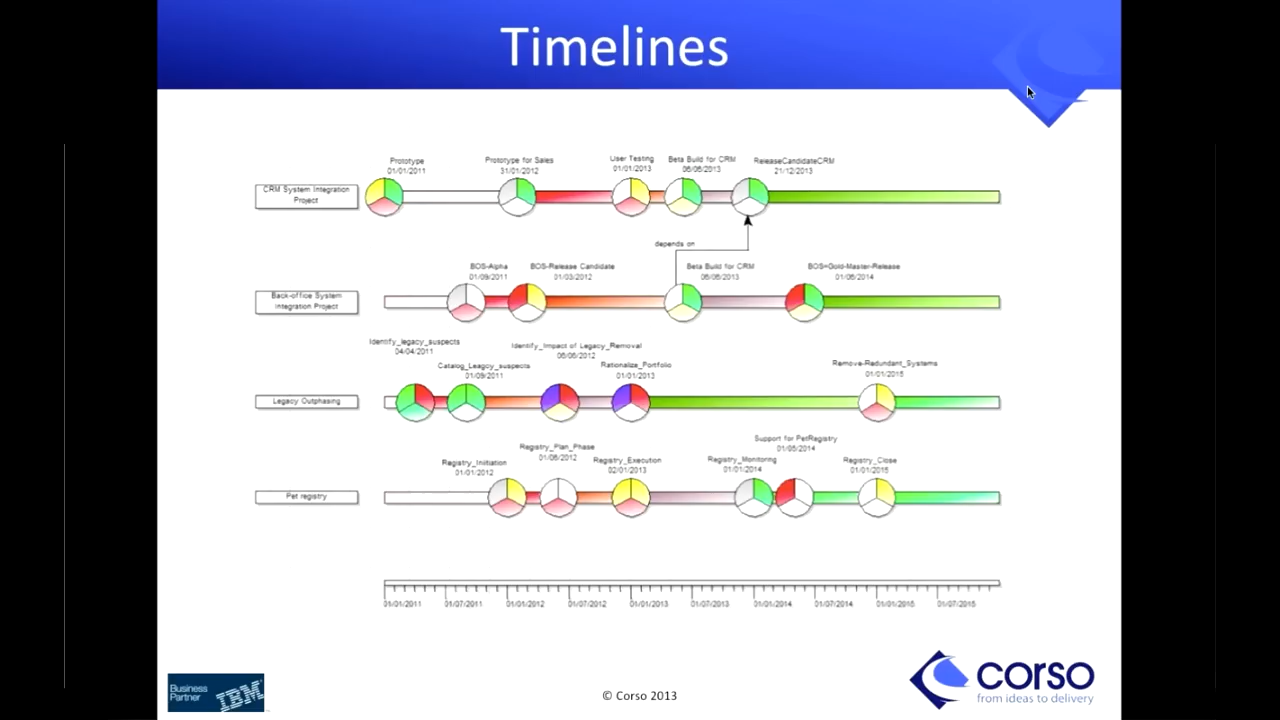 Timelines
Prototype
01/01/2011
Prototype for Sales
31/01/2012
User Testing
01/01/2013
Beta Build for CRM
06/06/2013
ReleaseCandidateCRM
21/12/2013
CRM System Integration
Project
depends on
BOS-Alpha
01/09/2011
BOS-Release Candidate
01/03/2012
Beta Build for CRM
06/06/2013
BOS=Gold-Master-Release
01/06/2014
Back-office System
Integration Project
Identify_legacy_suspects
04/04/2011
Catalog_Leagcy_suspects
01/09/2011
Identify_Impact of Legacy_Removal
06/06/2012
Rationalize_Portfolio
01/01/2013
Remove-Redundant_Systems
01/01/2015
Legacy Outphasing
Registry_Initiation
01/01/2012
Registry_Plan_Phase
01/06/2012
Registry_Execution
02/01/2013
Registry_Monitoring
01/01/2014
Support for PetRegistry
01/05/2014
Registry_Close
01/01/2015
Pet registry
01/01/2011 01/07/2011 01/01/2012 01/07/2012 01/01/2013 01/07/2013 01/01/2014 01/07/2014 01/01/2015 01/07/2015
Business
Partner
IBM
© Corso 2013
corso
from ideas to delivery